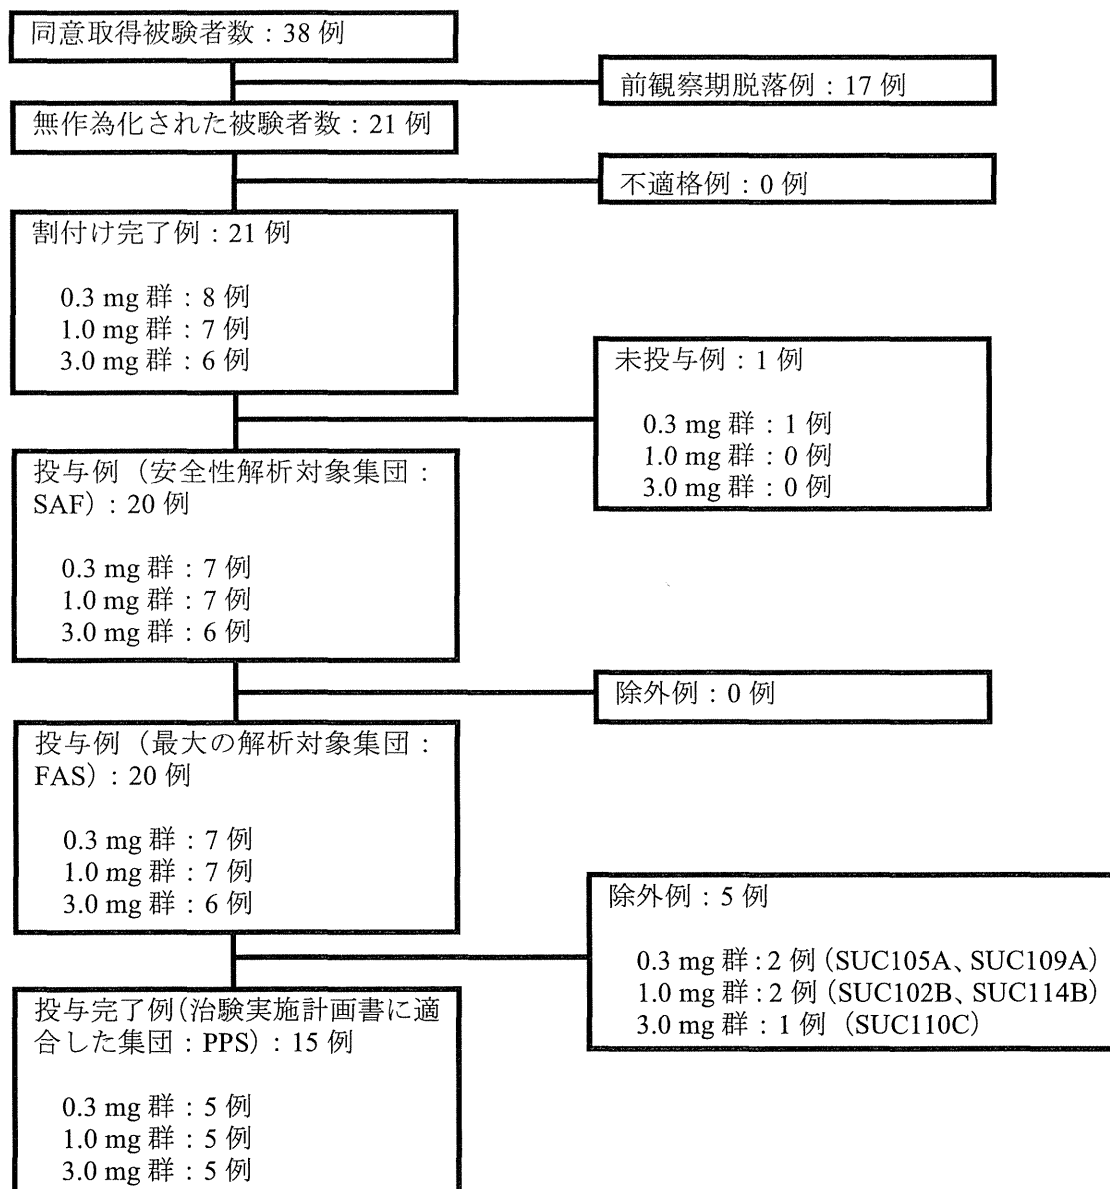 同意取得被験者数：38 例
前観察期脱落例：17 例
無作為化された被験者数：21 例
不適格例：0 例
割付け完了例：21 例
0.3 mg 群：8 例
1.0 mg 群：7 例
3.0 mg 群：6 例
未投与例：1 例
0.3 mg 群：1 例
1.0 mg 群：0 例
3.0 mg 群：0 例
投与例（安全性解析対象集団：
SAF）：20 例
0.3 mg 群：7 例
1.0 mg 群：7 例
3.0 mg 群：6 例
除外例：0 例
投与例（最大の解析対象集団：
FAS）：20 例
0.3 mg 群：7 例
1.0 mg 群：7 例
3.0 mg 群：6 例
除外例：5 例
0.3 mg 群：2 例（SUC105A、SUC109A）
1.0 mg 群：2 例（SUC102B、SUC114B）
3.0 mg 群：1 例（SUC110C）
投与完了例（治験実施計画書に適
合した集団：PPS）：15 例
0.3 mg 群：5 例
1.0 mg 群：5 例
3.0 mg 群：5 例